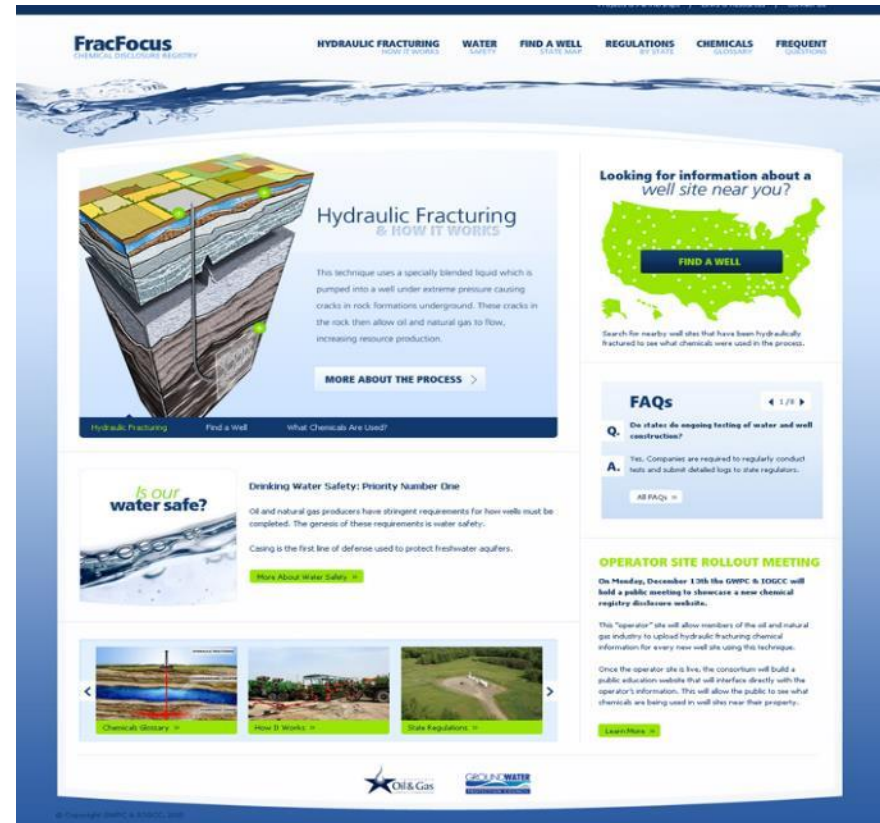 FracFocus
CHEMICAL DISCLOSURE REGISTRY
HYDRAULIC FRACTURING
HOW IT WORKS
WATER
SAFETY
FIND A WELL
STATE MAP
REGULATIONS
BY STATE
CHEMICALS
GLOSSARY
FREQUENT
QUESTIONS
Hydraulic Fracturing
& HOW IT WORKS
This technique uses a specially blended liquid which is
pumped into a well under extreme pressure causing
cracks in rock formations underground. These cracks in
the rock then allow oil and natural gas to flow,
increasing resource production.
MORE ABOUT THE PROCESS >
Hydraulic Fracturing
Find a Well
What Chemicals Are Used?
Looking for information about a
well site near you?
FIND A WELL
Search for nearby well sites that have been hydraulically
fractured to see what chemicals were used in the process.
FAQs
1/8
Q. Do states do ongoing testing of water and well
construction?
A. Yes. Companies are required to regularly conduct
tests and submit detailed logs to state regulators.
All FAQs »
Is our
water safe?
Drinking Water Safety: Priority Number One
Oil and natural gas producers have stringent requirements for how wells must be
completed. The genesis of these requirements is water safety.
Casing is the first line of defense used to protect freshwater aquifers.
More About Water Safety »
OPERATOR SITE ROLLOUT MEETING
On Monday, December 13th the GWPC & IOGCC will
hold a public meeting to showcase a new chemical
registry disclosure website.
This "operator" site will allow members of the oil and natural
gas industry to upload hydraulic fracturing chemical
information for every new well site using this technique.
Once the operator site is live, the consortium will build a
public education website that will interface directly with the
operator's information. This will allow the public to see what
chemicals are being used in well sites near their property.
Learn More »
Chemicals Glossary »
How It Works »
State Regulations »
Oil & Gas
GROUNDWATER
© Copyright GWPC & IOGCC,